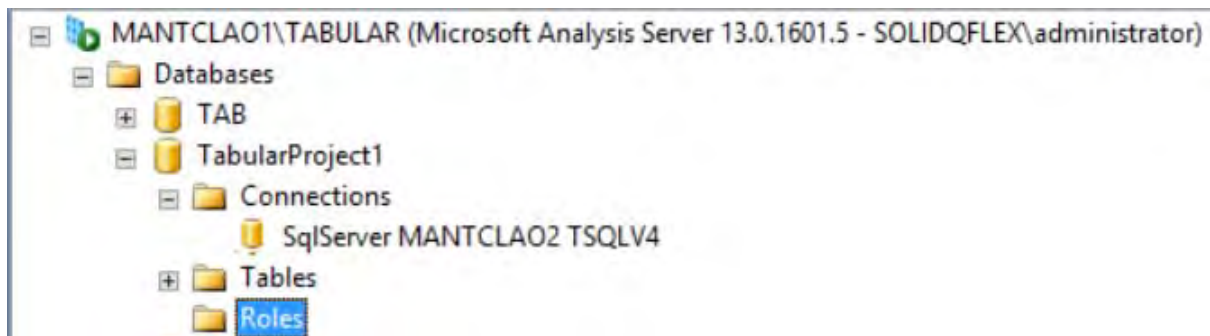 MANTCLAO1\TABULAR (Microsoft Analysis Server 13.0.1601.5 - SOLIDQFLEX\administrator)
Databases
TAB
TabularProject1
Connections
SqlServer MANTCLAO2 TSQLV4
Tables
Roles